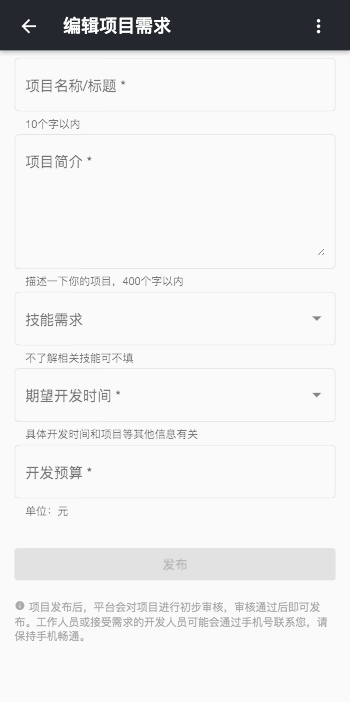 编辑项目需求
项目名称/标题 *
10个字以内
项目简介 *
描述一下你的项目，400个字以内
技能需求
不了解相关技能可不填
期望开发时间 *
具体开发时间和项目等其他信息有关
开发预算 *
单位：元
发布
项目发布后，平台会对项目进行初步审核，审核通过后即可发
布。工作人员或接受需求的开发人员可能会通过手机号联系您，请
保持手机畅通。